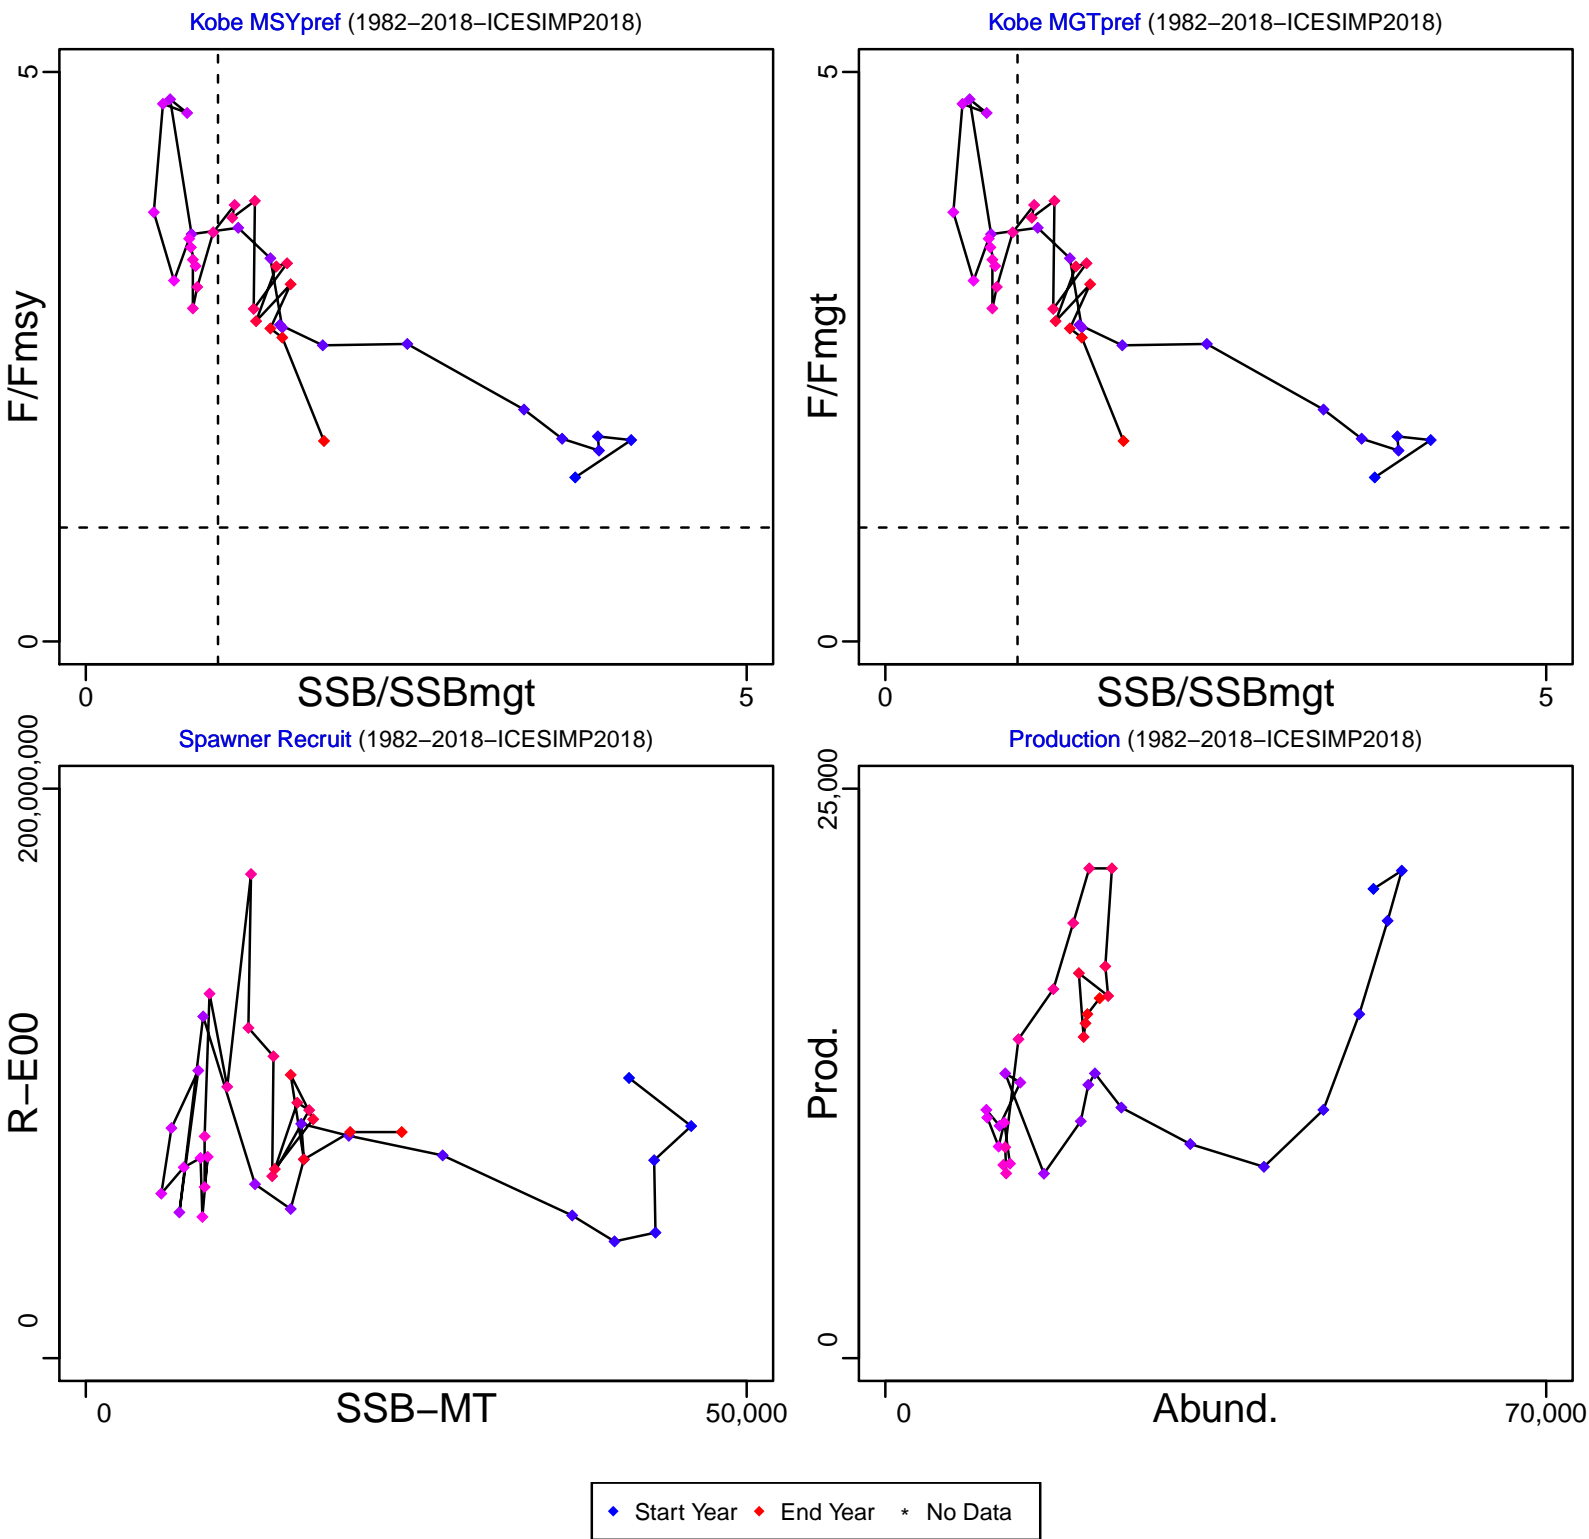 Kobe MSYpref (1982−2018−ICESIMP2018)
5
0
F/Fmsy
0
SSB/SSBmgt
5
Kobe MGTpref (1982−2018−ICESIMP2018)
5
0
F/Fmgt
0
SSB/SSBmgt
5
Spawner Recruit (1982−2018−ICESIMP2018)
200,000,000
0
R−E00
0
SSB−MT
50,000
Production (1982−2018−ICESIMP2018)
25,000
0
Prod.
0
Abund.
70,000
Start Year End Year * No Data